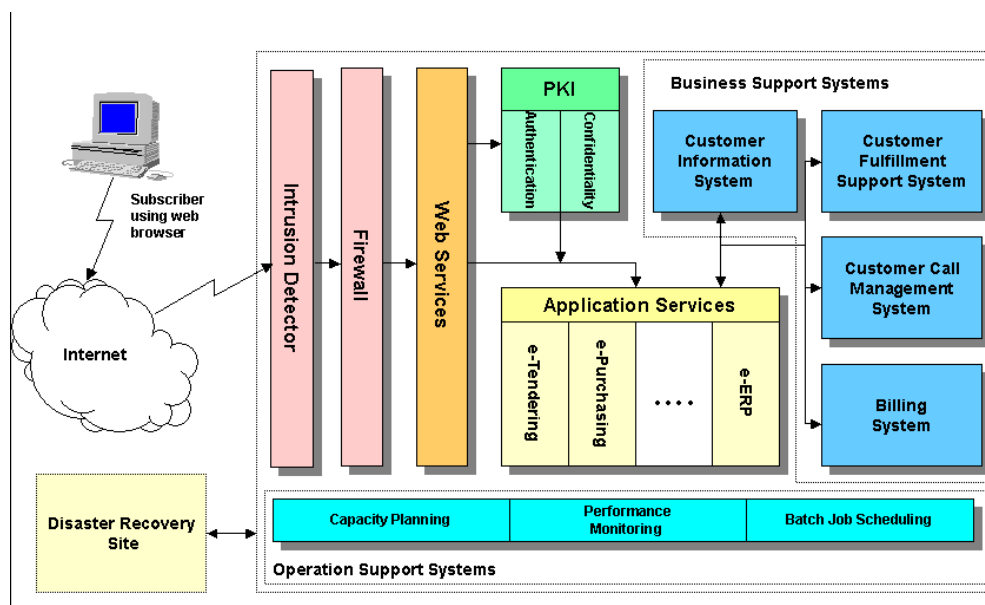 Subscriber
using web
browser
Internet
Disaster Recovery
Site
Intrusion Detector
Firewall
Web Services
PKI
Authentication
Confidentiality
Application Services
e-Tendering
e-Purchasing
....
e-ERP
Business Support Systems
Customer
Information
System
Customer
Fulfillment
Support System
Customer Call
Management
System
Billing
System
Capacity Planning
Performance
Monitoring
Batch Job Scheduling
Operation Support Systems